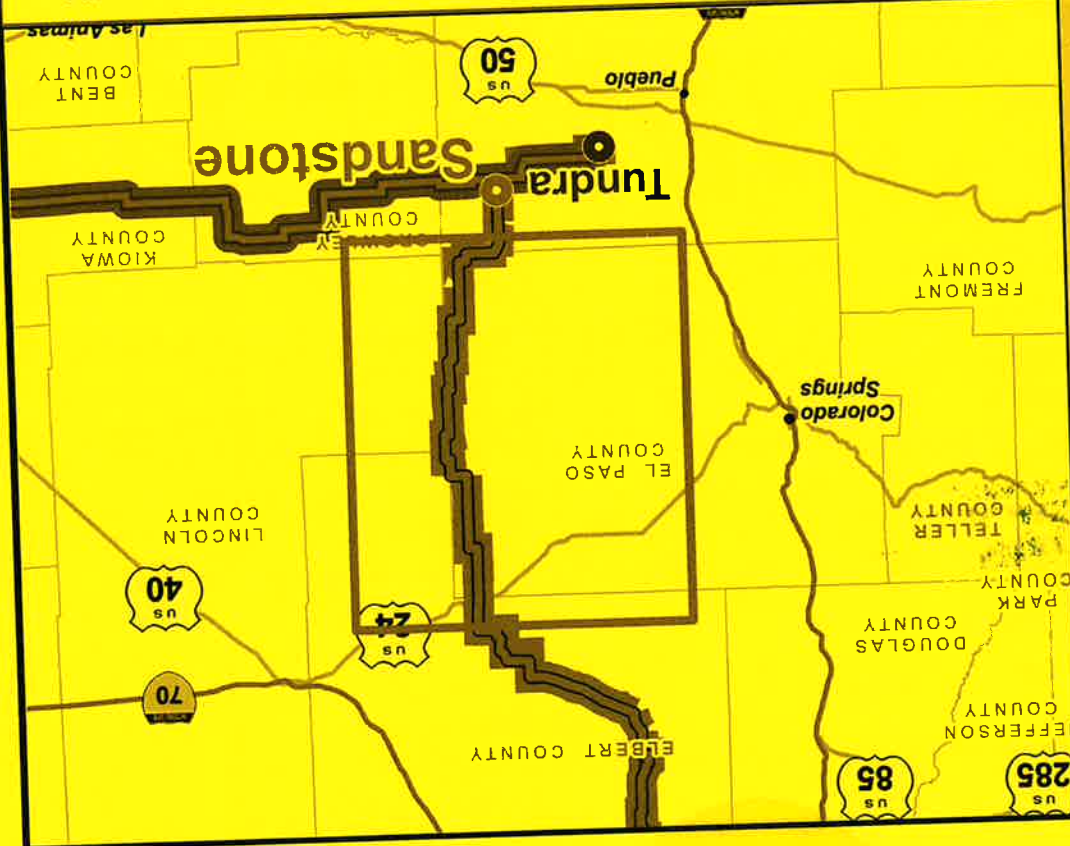 US
285
US
85
EFFERSON
COUNTY
ELBERT COUNTY
70
DOUGLAS
COUNTY
US
24
US
40
PARK
COUNTY
TELLER
COUNTY
LINCOLN
COUNTY
EL PASO
COUNTY
Colorado
Springs
FREMONT
COUNTY
CROWLEY
COUNTY
KIOWA
COUNTY
Tundra
Sandstone
Pueblo
US
50
BENT
COUNTY
Las Animas